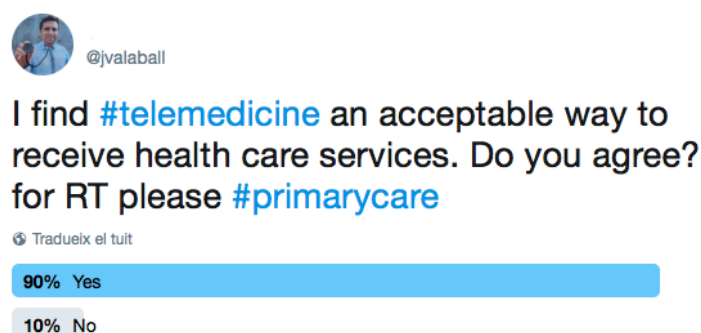 @jvalaball
I find #telemedicine an acceptable way to
receive health care services. Do you agree?
for RT please #primarycare
Tradueix el tuit
90% Yes
10% No